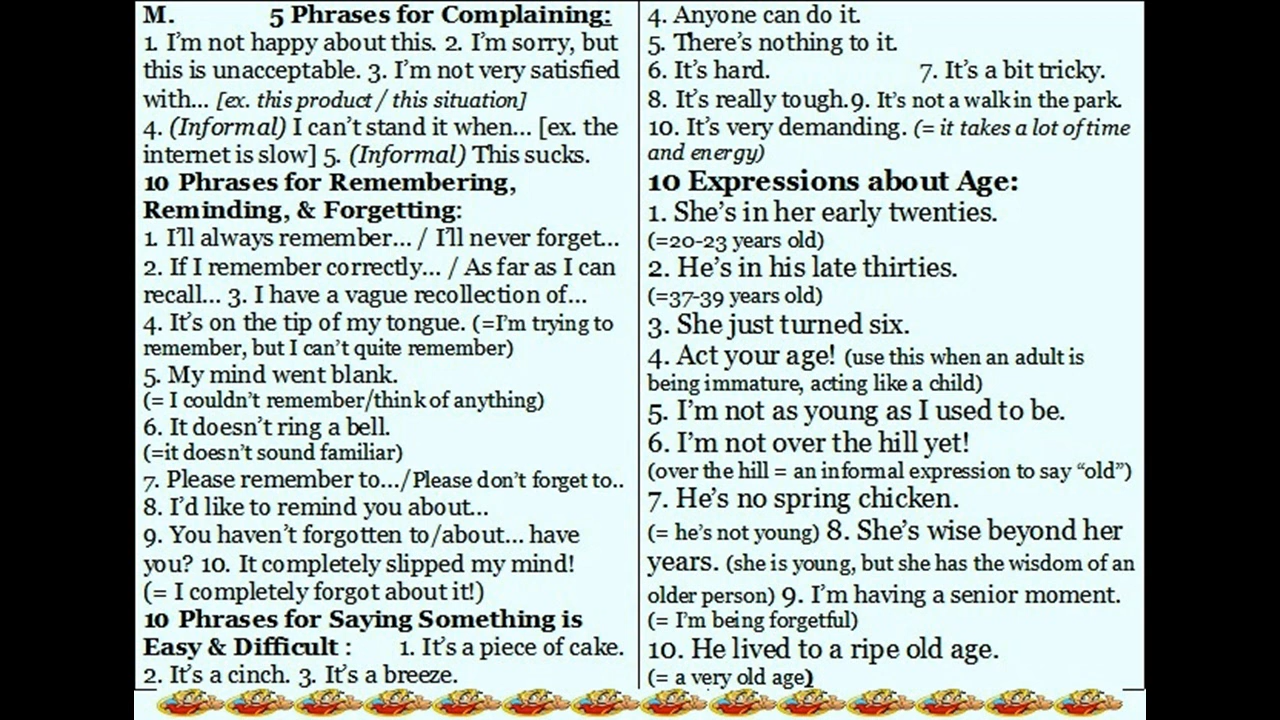 M. 5 Phrases for Complaining:
1. I'm not happy about this. 2. I'm sorry, but
this is unacceptable. 3. I'm not very satisfied
with... [ex. this product / this situation]
4. (Informal) I can't stand it when... [ex. the
internet is slow] 5. (Informal) This sucks.
10 Phrases for Remembering,
Reminding, & Forgetting:
1. I'll always remember... / I'll never forget...
2. If I remember correctly... / As far as I can
recall... 3. I have a vague recollection of...
4. It's on the tip of my tongue. (=I'm trying to
remember, but I can't quite remember)
5. My mind went blank.
(= I couldn't remember/think of anything)
6. It doesn't ring a bell.
(=it doesn't sound familiar)
7. Please remember to.../Please don't forget to..
8. I'd like to remind you about...
9. You haven't forgotten to/about... have
you? 10. It completely slipped my mind!
(= I completely forgot about it!)
10 Phrases for Saying Something is
Easy & Difficult : 1. It's a piece of cake.
2. It's a cinch. 3. It's a breeze.
4. Anyone can do it.
5. There's nothing to it.
6. It's hard. 7. It's a bit tricky.
8. It's really tough.9. It's not a walk in the park.
10. It's very demanding. (= it takes a lot of time
and energy)
10 Expressions about Age:
1. She's in her early twenties.
(=20-23 years old)
2. He's in his late thirties.
(=37-39 years old)
3. She just turned six.
4. Act your age! (use this when an adult is
being immature, acting like a child)
5. I'm not as young as I used to be.
6. I'm not over the hill yet!
(over the hill = an informal expression to say "old")
7. He's no spring chicken.
(= he's not young) 8. She's wise beyond her
years. (she is young, but she has the wisdom of an
older person) 9. I'm having a senior moment.
(= I'm being forgetful)
10. He lived to a ripe old age.
(= a very old age)